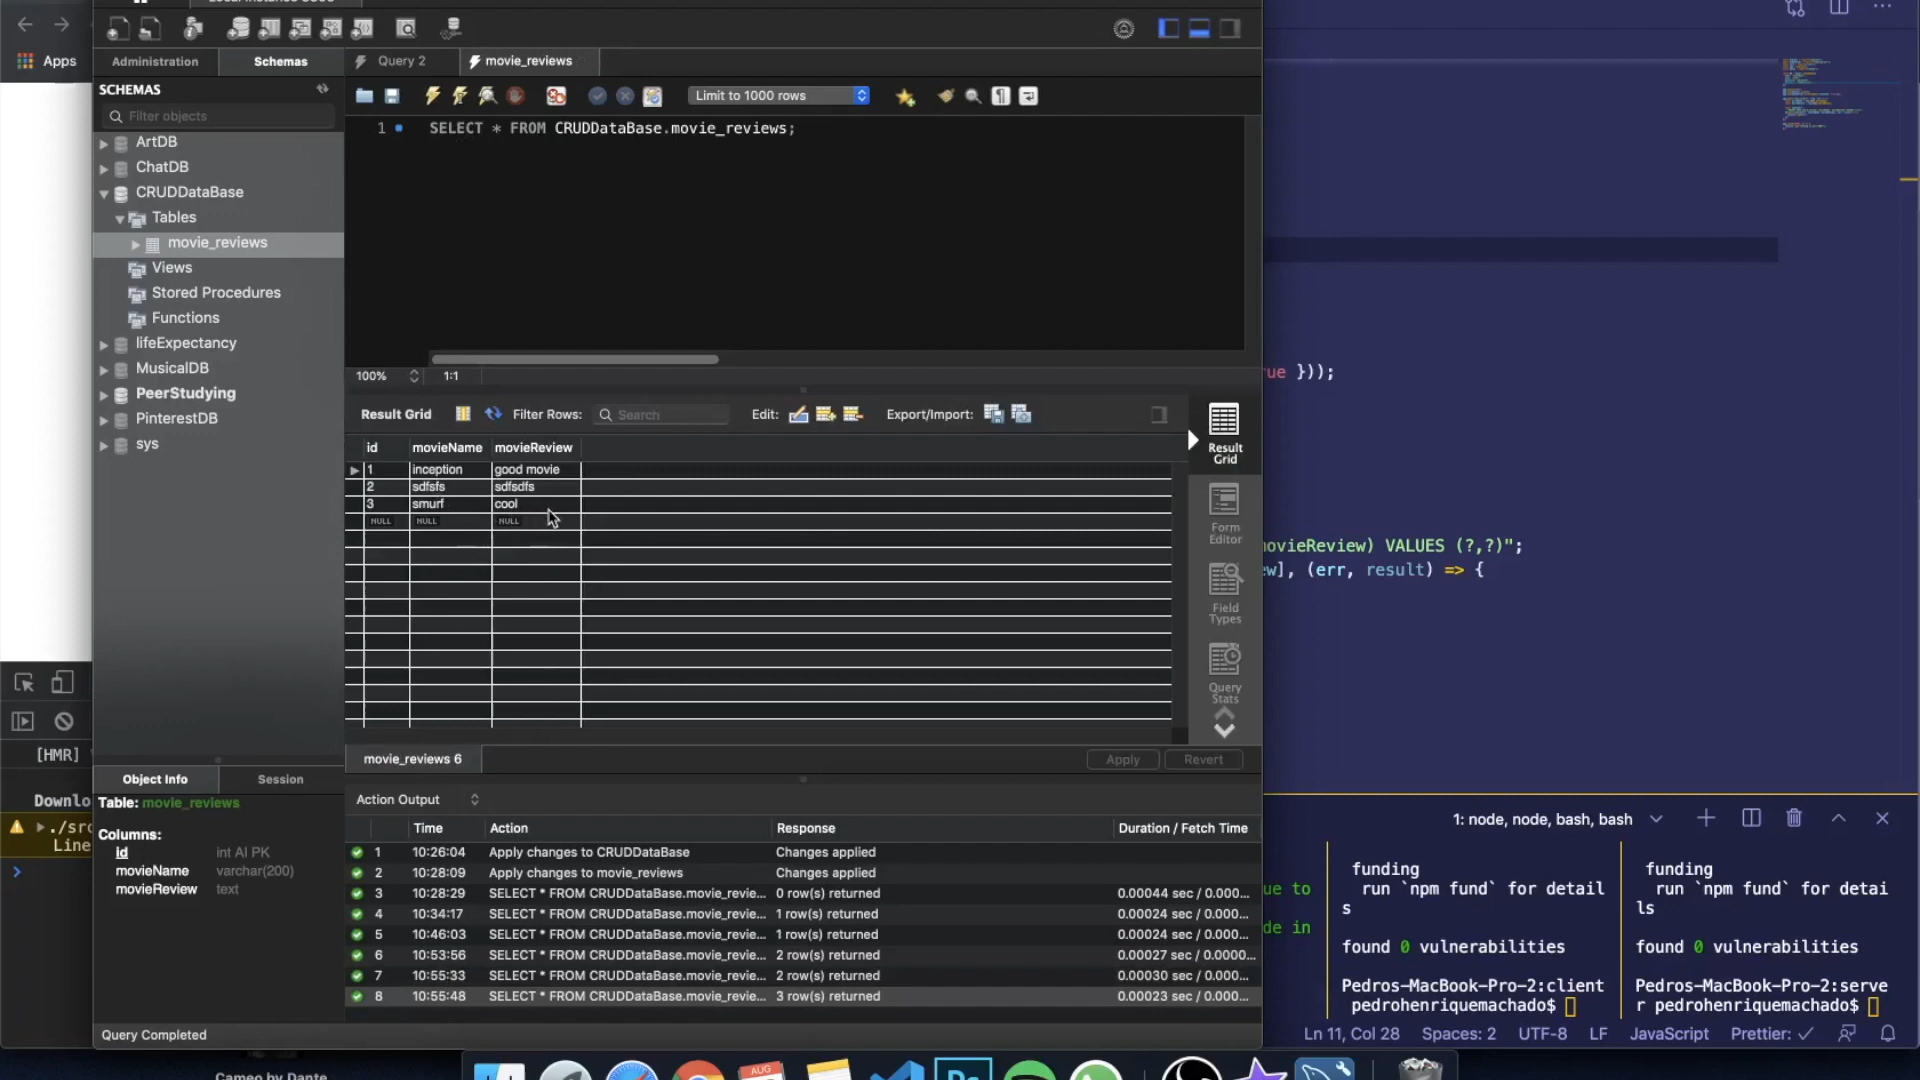 Apps
Administration
Schemas
Query 2
movie_reviews
SCHEMAS
Filter objects
Limit to 1000 rows
1
SELECT * FROM CRUDDataBase.movie_reviews;
ArtDB
ChatDB
CRUDDataBase
Tables
movie_reviews
Views
Stored Procedures
Functions
lifeExpectancy
MusicalDB
PeerStudying
PinterestDB
sys
100%
1:1
Result Grid
Filter Rows:
Search
Edit:
Export/Import:
id movieName movieReview
1 inception good movie
2 sdfsfs sdfsdfs
3 smurf cool
NULL NULL NULL
Result
Grid
Form
Editor
Field
Types
Query
Stats
movie_reviews 6
Apply
Revert
Object Info
Session
Table: movie_reviews
Columns:
id int AI PK
movieName varchar(200)
movieReview text
Action Output
Time Action Response Duration / Fetch Time
1 10:26:04 Apply changes to CRUDDataBase Changes applied
2 10:28:09 Apply changes to movie_reviews Changes applied
3 10:28:29 SELECT * FROM CRUDDataBase.movie_revie... 0 row(s) returned 0.00044 sec / 0.000...
4 10:34:17 SELECT * FROM CRUDDataBase.movie_revie... 1 row(s) returned 0.00024 sec / 0.000...
5 10:46:03 SELECT * FROM CRUDDataBase.movie_revie... 1 row(s) returned 0.00024 sec / 0.000...
6 10:53:56 SELECT * FROM CRUDDataBase.movie_revie... 2 row(s) returned 0.00027 sec / 0.0000...
7 10:55:33 SELECT * FROM CRUDDataBase.movie_revie... 2 row(s) returned 0.00030 sec / 0.000...
8 10:55:48 SELECT * FROM CRUDDataBase.movie_revie... 3 row(s) returned 0.00023 sec / 0.000...
Query Completed
[HMR]
Downlo
./src
Line
rue }));
movieReview) VALUES (?,?)";
ew], (err, result) => {
1: node, node, bash, bash
ue to
de in
funding
run `npm fund` for detail
s
found 0 vulnerabilities
Pedros-MacBook-Pro-2:client
pedrohenriquemachado$
funding
run `npm fund` for detai
ls
found 0 vulnerabilities
Pedros-MacBook-Pro-2:serve
r pedrohenriquemachado$
Ln 11, Col 28
Spaces: 2
UTF-8
LF
JavaScript
Prettier: ✓
AUG
Cameo by Dante